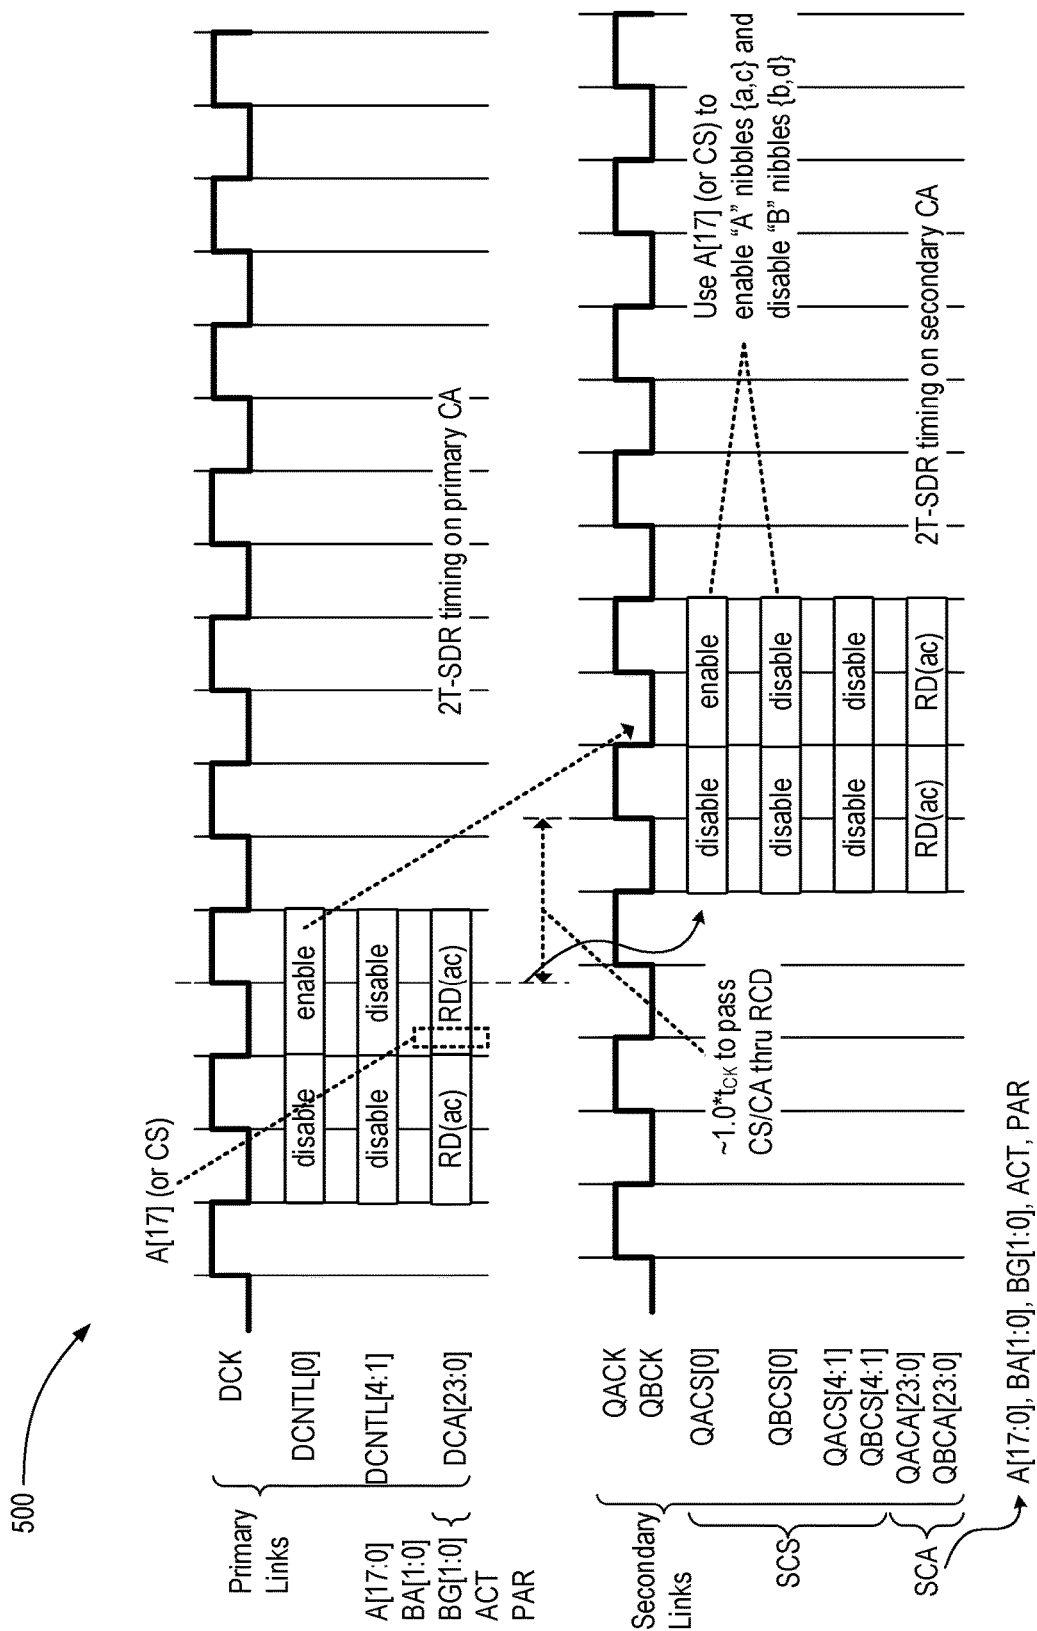 500
Primary
Links
A[17:0]
BA[1:0]
BG[1:0]
ACT
PAR
DCK
DCNTL[0]
DCNTL[4:1]
DCA[23:0]
A[17] (or CS)
disable
enable
disable
disable
RD(ac)
RD(ac)
2T-SDR timing on primary CA
Secondary
Links
SCS
SCA
QACK
QBCK
QACS[0]
QBCS[0]
QACS[4:1]
QBCS[4:1]
QACA[23:0]
QBCA[23:0]
~1.0*tCK to pass
CS/CA thru RCD
disable
enable
disable
disable
disable
disable
RD(ac)
RD(ac)
Use A[17] (or CS) to
enable “A” nibbles {a,c} and
disable “B” nibbles {b,d}
2T-SDR timing on secondary CA
A[17:0], BA[1:0], BG[1:0], ACT, PAR